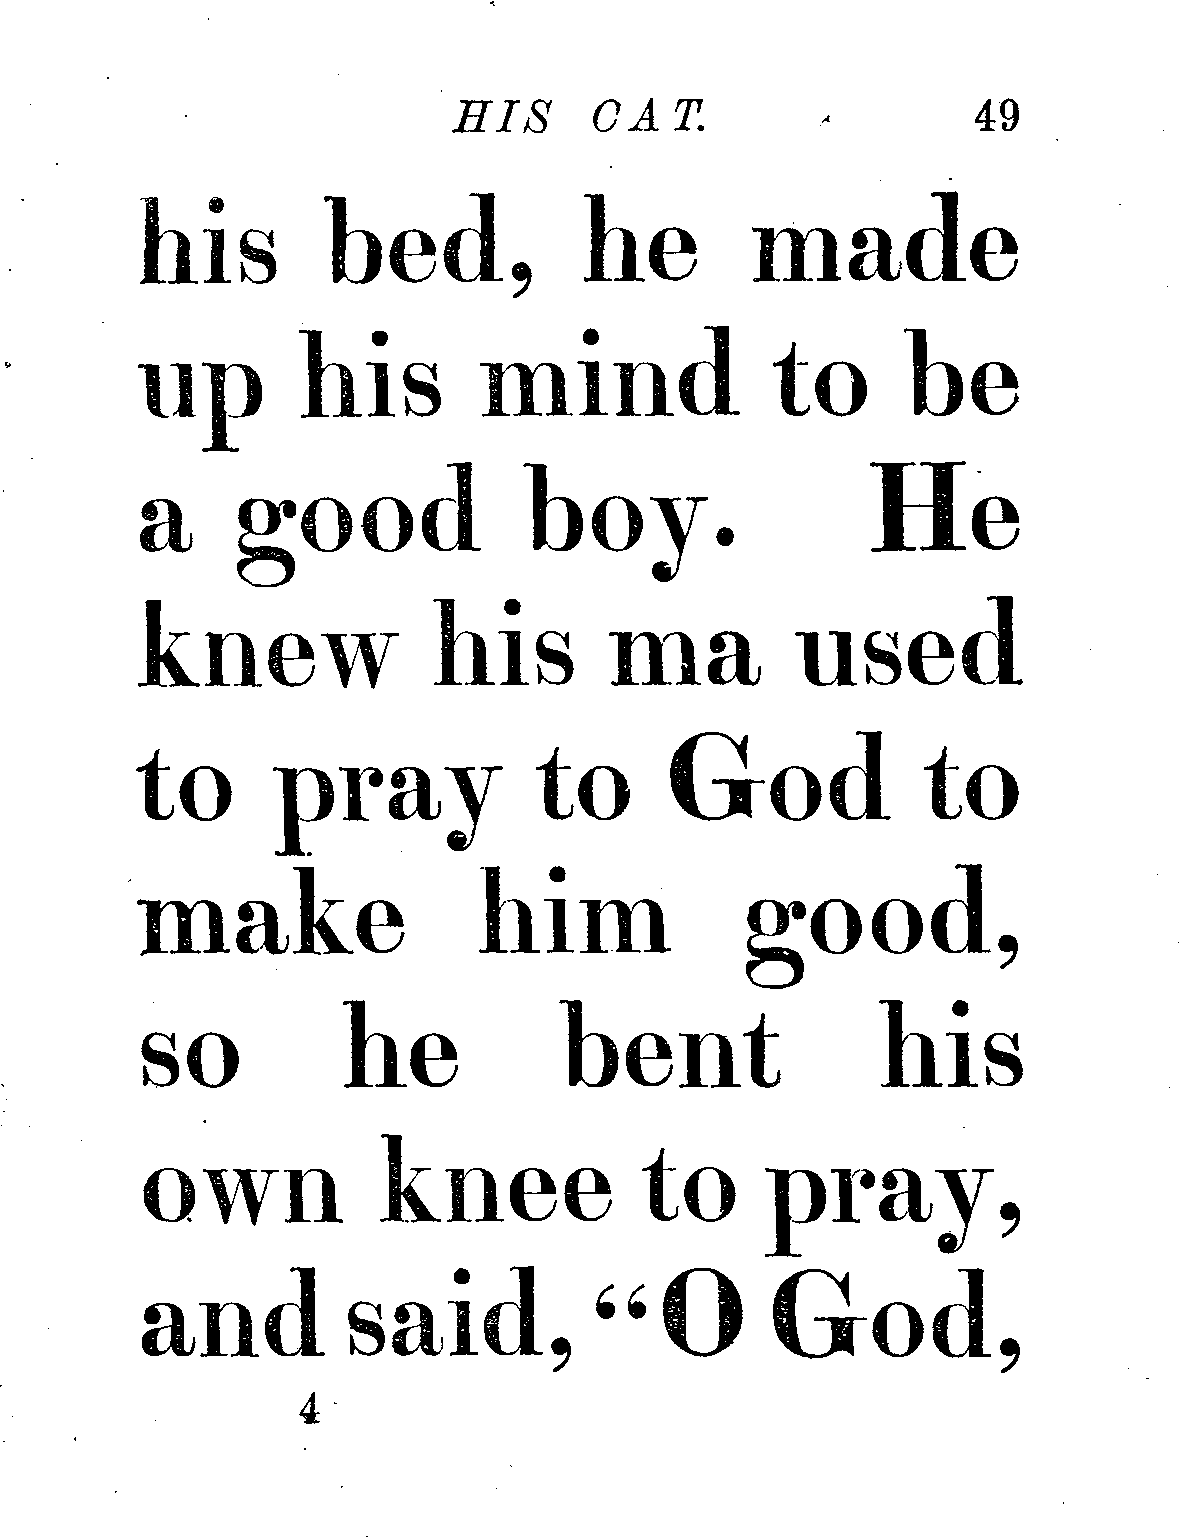 HIS CAT. 49
his bed, he made
up his mind to be
a good boy. He
knew his ma used
to pray to God to
make him good,
so he bent his
own knee to pray,
and said, “O God,
4